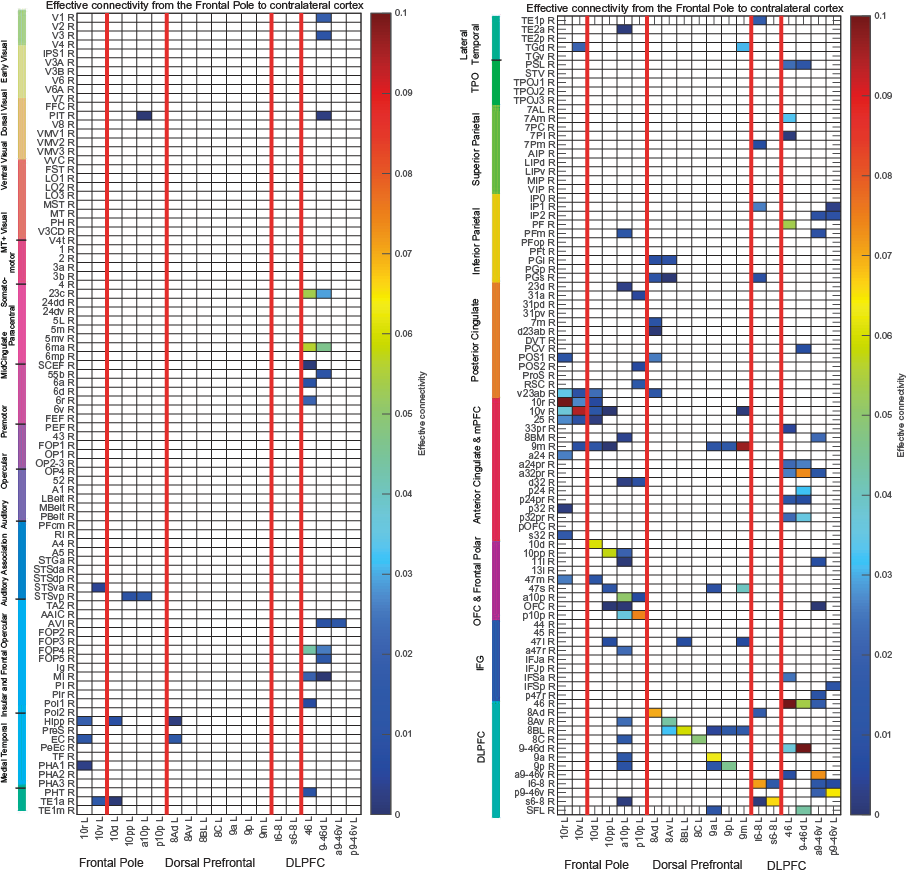 Effective connectivity from the Frontal Pole to contralateral cortex
Early Visual
Dorsal Visual
Ventral Visual
MT+ Visual
Somato-
motor
Paracentral
MidCingulate
Premotor
Opercular
Auditory
Auditory Association
Insular and Frontal Opercular
Medial Temporal
V1 R
V2 R
V3 R
V4 R
IPS1 R
V3A R
V3B R
V6 R
V6A R
V7 R
FFC R
PIT R
V8 R
VMV1 R
VMV2 R
VMV3 R
VVC R
FST R
LO1 R
LO2 R
LO3 R
MST R
MT R
PH R
V3CD R
V4t R
1 R
2 R
3a R
3b R
4 R
23c R
24dd R
24dv R
5L R
5m R
5mv R
6ma R
6mp R
SCEF R
55b R
6a R
6d R
6r R
6v R
FEF R
PEF R
43 R
FOP1 R
OP1 R
OP2-3 R
OP4 R
52 R
A1 R
LBelt R
MBelt R
PBelt R
PFcm R
RI R
A4 R
A5 R
STGa R
STSda R
STSdp R
STSva R
STSvp R
TA2 R
AAIC R
AVI R
FOP2 R
FOP3 R
FOP4 R
FOP5 R
Ig R
MI R
PI R
Pir R
PoI1 R
PoI2 R
Hipp R
PreS R
EC R
PeEc R
TF R
PHA1 R
PHA2 R
PHA3 R
PHT R
TE1a R
TE1m R
10r L
10v L
10d L
10pp L
a10p L
p10p L
8Ad L
8Av L
8BL L
8C L
9a L
9p L
9m L
i6-8 L
s6-8 L
46 L
9-46d L
a9-46v L
p9-46v L
Frontal Pole
Dorsal Prefrontal
DLPFC
0.1
0.09
0.08
0.07
0.06
0.05
0.04
0.03
0.02
0.01
0
Effective connectivity
Effective connectivity from the Frontal Pole to contralateral cortex
Lateral
Temporal
TPO
Superior Parietal
Inferior Parietal
Posterior Cingulate
Anterior Cingulate & mPFC
OFC & Frontal Polar
IFG
DLPFC
TE1p R
TE2a R
TE2p R
TGd R
TGv R
PSL R
STV R
TPOJ1 R
TPOJ2 R
TPOJ3 R
7AL R
7Am R
7PC R
7Pl R
7Pm R
AIP R
LIPd R
LIPv R
MIP R
VIP R
IP0 R
IP1 R
IP2 R
PF R
PFm R
PFop R
PFt R
PGi R
PGp R
PGs R
23d R
31a R
31pd R
31pv R
7m R
d23ab R
DVT R
PCV R
POS1 R
POS2 R
ProS R
RSC R
v23ab R
10r R
10v R
25 R
33pr R
8BM R
9m R
a24 R
a24pr R
a32pr R
d32 R
p24 R
p24pr R
p32 R
p32pr R
pOFC R
s32 R
10d R
10pp R
11l R
13l R
47m R
47s R
a10p R
OFC R
p10p R
44 R
45 R
47l R
a47r R
IFJa R
IFJp R
IFSa R
IFSp R
p47r R
46 R
8Ad R
8Av R
8BL R
8C R
9-46d R
9a R
9p R
a9-46v R
i6-8 R
p9-46v R
s6-8 R
SFL R
10r L
10v L
10d L
10pp L
a10p L
p10p L
8Ad L
8Av L
8BL L
8C L
9a L
9p L
9m L
i6-8 L
s6-8 L
46 L
9-46d L
a9-46v L
p9-46v L
Frontal Pole
Dorsal Prefrontal
DLPFC
0.1
0.09
0.08
0.07
0.06
0.05
0.04
0.03
0.02
0.01
0
Effective connectivity